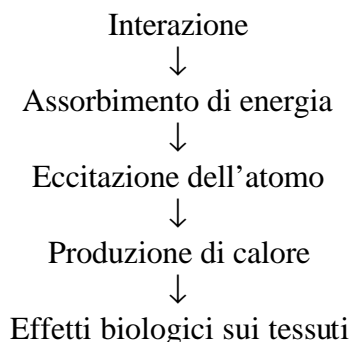 Interazione
↓
Assorbimento di energia
↓
Eccitazione dell’atomo
↓
Produzione di calore
↓
Effetti biologici sui tessuti